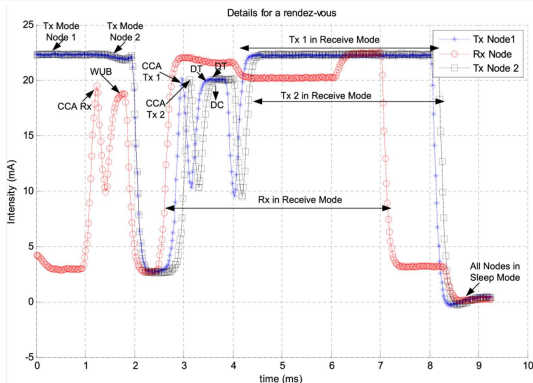 Details for a rendez-vous
25
20
15
10
5
0
-5
Intensity (mA)
0
1
2
3
4
5
6
7
8
9
10
time (ms)
Tx Mode
Node 1
Tx Mode
Node 2
CCA Rx
WUB
CCA
Tx 1
CCA
Tx 2
DT
DT
DC
Tx 1 in Receive Mode
Tx 2 in Receive Mode
Rx in Receive Mode
All Nodes in
Sleep Mode
Tx Node1
Rx Node
Tx Node 2